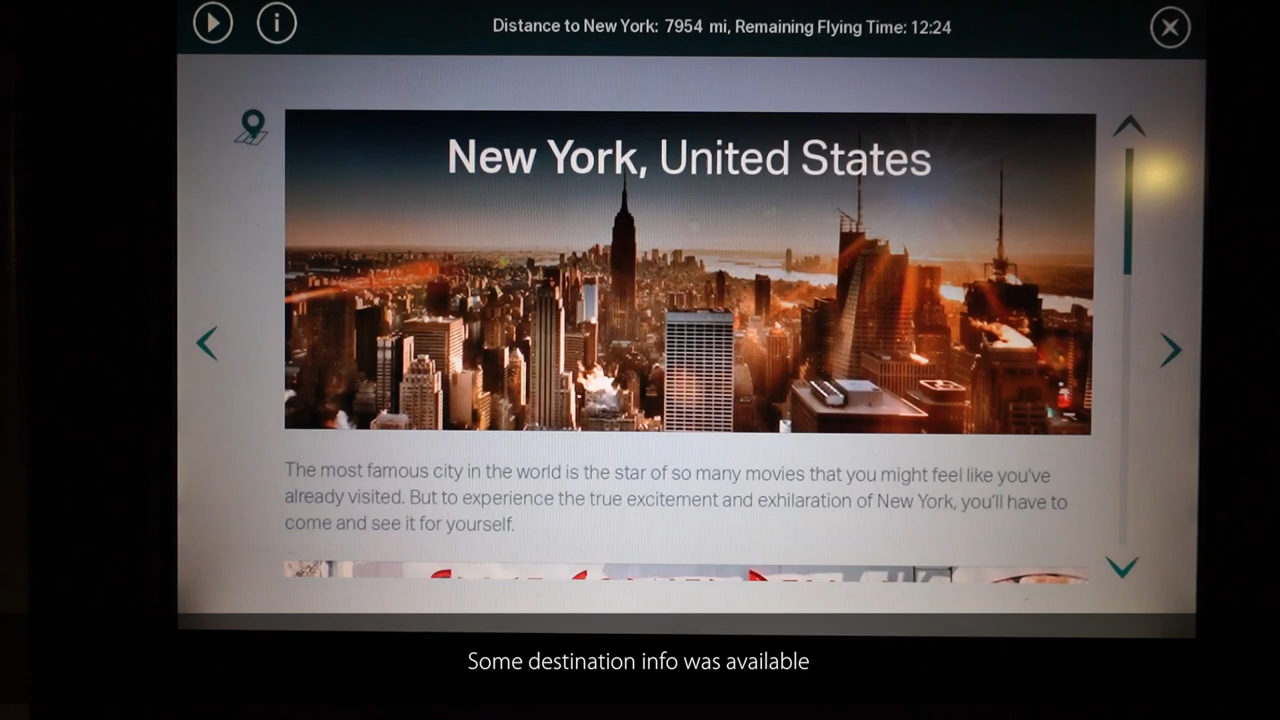 Distance to New York: 7954 mi, Remaining Flying Time: 12:24
New York, United States
The most famous city in the world is the star of so many movies that you might feel like you've
already visited. But to experience the true excitement and exhilaration of New York, you'll have to
come and see it for yourself.
Some destination info was available